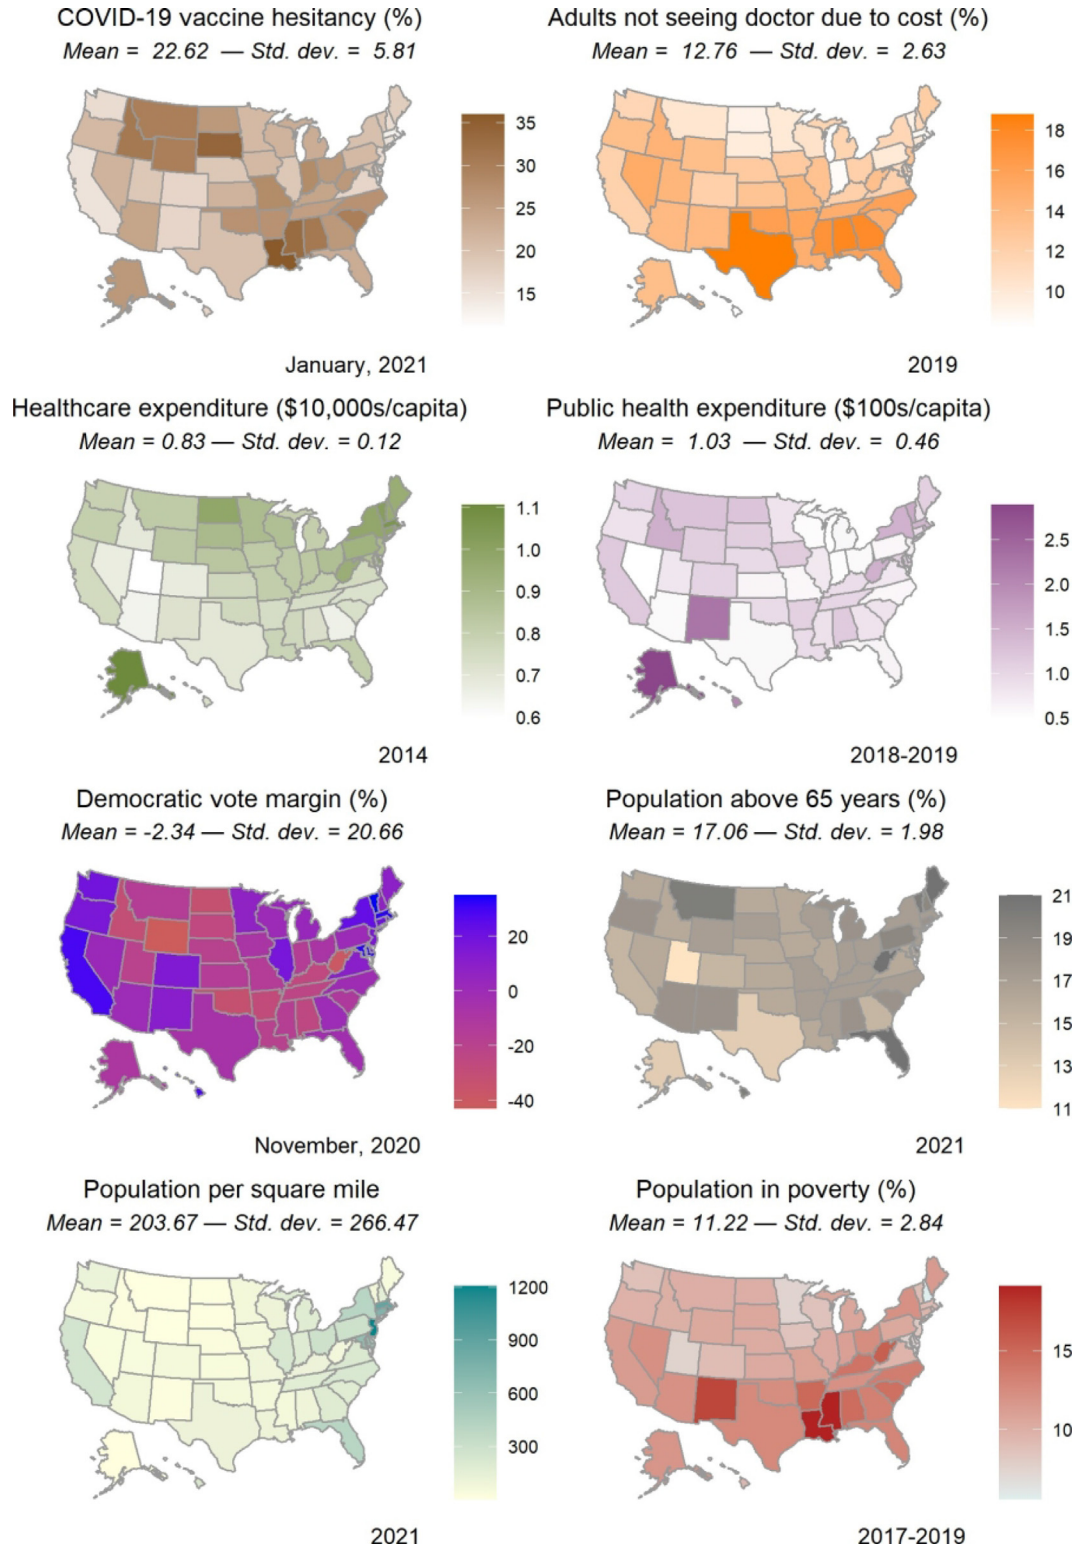 COVID-19 vaccine hesitancy (%)
Mean = 22.62 — Std. dev. = 5.81
35
30
25
20
15
January, 2021
Adults not seeing doctor due to cost (%)
Mean = 12.76 — Std. dev. = 2.63
18
16
14
12
10
2019
Healthcare expenditure ($10,000s/capita)
Mean = 0.83 — Std. dev. = 0.12
1.1
1.0
0.9
0.8
0.7
0.6
2014
Public health expenditure ($100s/capita)
Mean = 1.03 — Std. dev. = 0.46
2.5
2.0
1.5
1.0
0.5
2018-2019
Democratic vote margin (%)
Mean = -2.34 — Std. dev. = 20.66
20
0
-20
-40
November, 2020
Population above 65 years (%)
Mean = 17.06 — Std. dev. = 1.98
21
19
17
15
13
11
2021
Population per square mile
Mean = 203.67 — Std. dev. = 266.47
1200
900
600
300
2021
Population in poverty (%)
Mean = 11.22 — Std. dev. = 2.84
15
10
2017-2019